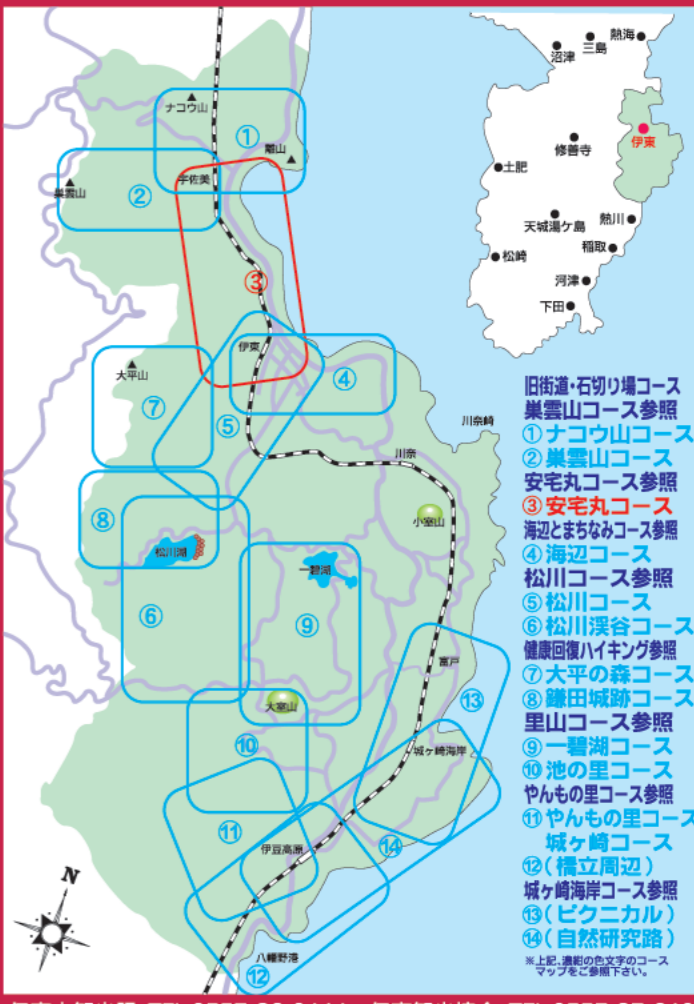 ナコウ山
①
離山
巣雲山
②
宇佐美
③
伊東
④
大平山
⑦
⑤
川奈崎
川奈
⑧
小室山
松川湖
一碧湖
⑥
⑨
富戸
大室山
⑬
⑩
城ヶ崎海岸
⑪
伊豆高原
⑭
N
八幡野港
⑫
熱海
三島
沼津
伊東
修善寺
土肥
天城湯ケ島
熱川
稲取
松崎
河津
下田
旧街道・石切り場コース
巣雲山コース参照
①ナコウ山コース
②巣雲山コース
安宅丸コース参照
③安宅丸コース
海辺とまちなみコース参照
④海辺コース
松川コース参照
⑤松川コース
⑥松川渓谷コース
健康回復ハイキング参照
⑦大平の森コース
⑧鎌田城跡コース
里山コース参照
⑨一碧湖コース
⑩池の里コース
やんもの里コース参照
⑪やんもの里コース
城ヶ崎コース
⑫(橋立周辺)
城ヶ崎海岸コース参照
⑬(ピクニカル)
⑭(自然研究路)
※上記、濃紺の色文字のコース
マップをご参照下さい。